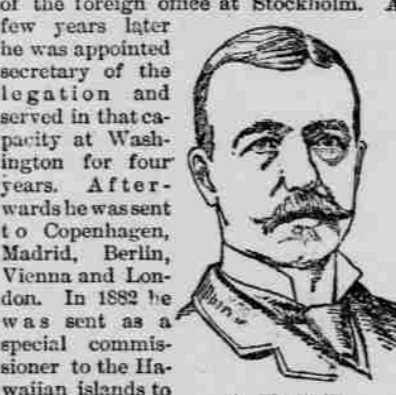 of the foreign office at Stockholm. A
few years later
he was appointed
secretary of the
legation and
served in that ca-
pacity at Wash-
ington for four
years. After-
wards he was sent
to Copenhagen,
Madrid, Berlin,
Vienna and Lon-
don. In 1882 he
was sent as a
special commis-
sioner to the Ha-
waiian islands to